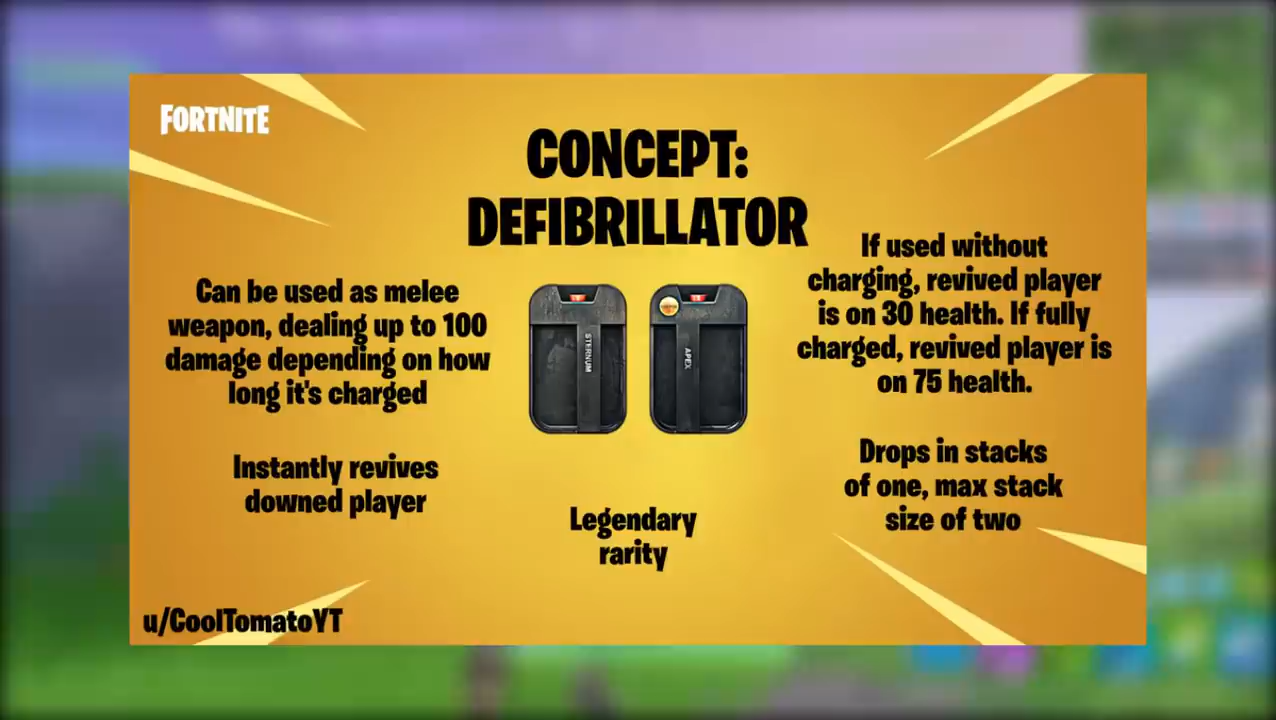 FORTNITE
CONCEPT:
DEFIBRILLATOR
Can be used as melee
weapon, dealing up to 100
damage depending on how
long it's charged
Instantly revives
downed player
STERNUM
APEX
Legendary
rarity
If used without
charging, revived player
is on 30 health. If fully
charged, revived player is
on 75 health.
Drops in stacks
of one, max stack
size of two
u/CoolTomatoYT